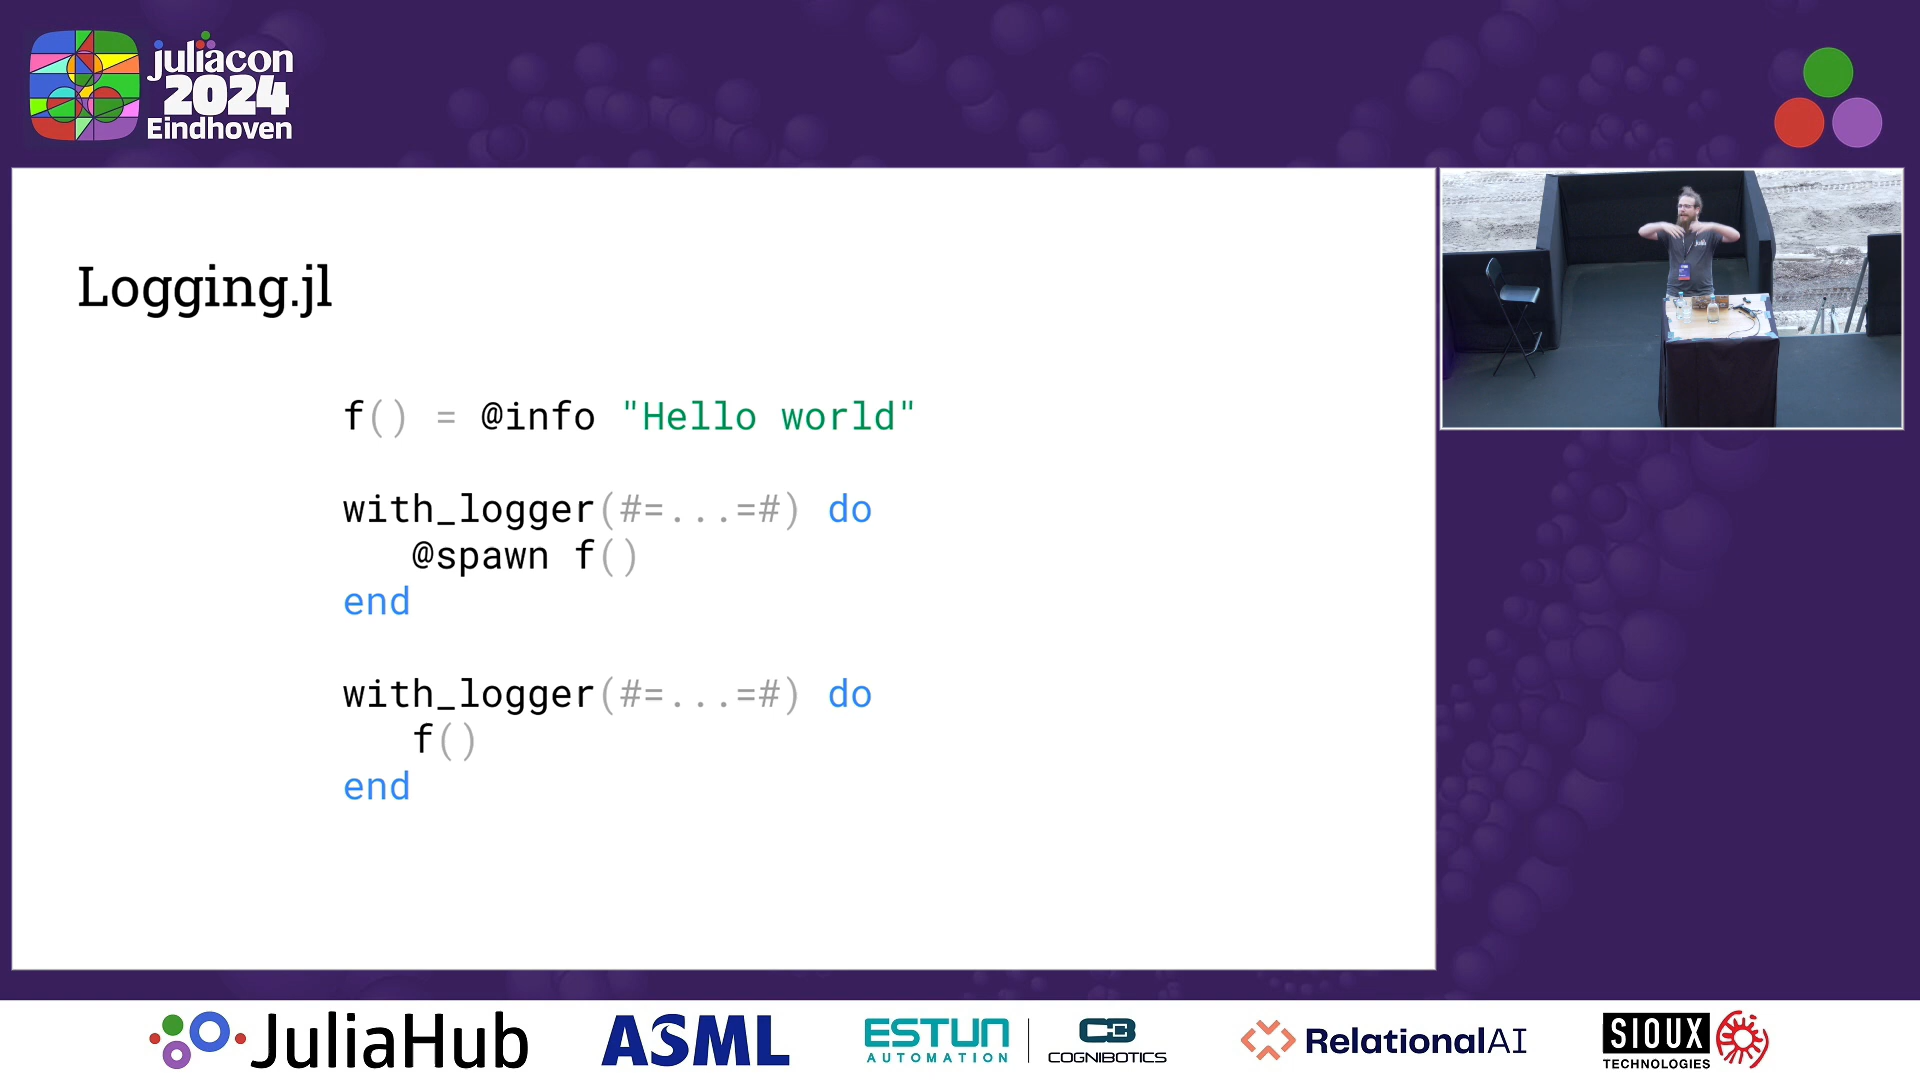 juliacon
2024
Eindhoven
Logging.jl
f() = @info "Hello world"
with_logger(#=...=#) do
    @spawn f()
end
with_logger(#=...=#) do
    f()
end
JuliaHub
ASML
ESTUN
AUTOMATION
COGNIBOTICS
RelationalAI
SIOUX
TECHNOLOGIES